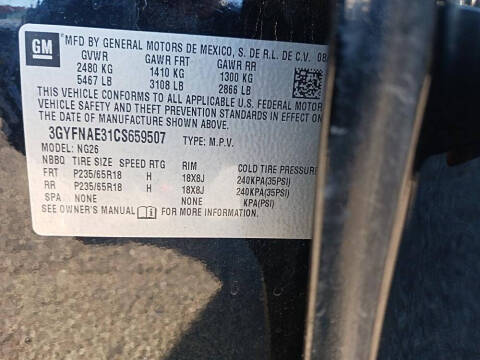 GM
MFD BY GENERAL MOTORS DE MEXICO, S. DE R.L. DE C.V. 08/
GVWR GAWR FRT GAWR RR
2480 KG 1410 KG 1300 KG
5467 LB 3108 LB 2866 LB
THIS VEHICLE CONFORMS TO ALL APPLICABLE U.S. FEDERAL MOTOR
VEHICLE SAFETY AND THEFT PREVENTION STANDARDS IN EFFECT ON
THE DATE OF MANUFACTURE SHOWN ABOVE.
3GYFNAE31CS659507 TYPE: M.P.V.
MODEL: NG26
NBBQ TIRE SIZE SPEED RTG RIM COLD TIRE PRESSURE
FRT P235/65R18 H 18X8J 240KPA(35PSI)
RR P235/65R18 H 18X8J 240KPA(35PSI)
SPA NONE NONE KPA(PSI)
SEE OWNER'S MANUAL FOR MORE INFORMATION.